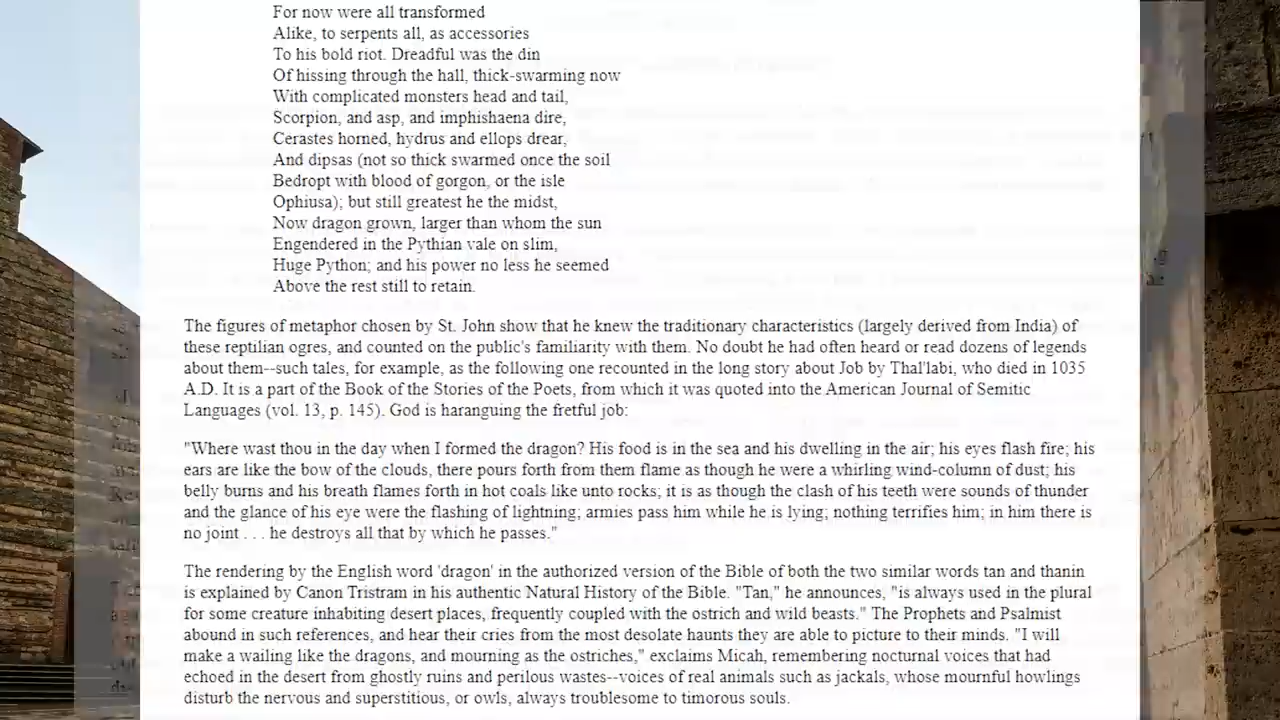 For now were all transformed
Alike, to serpents all, as accessories
To his bold riot. Dreadful was the din
Of hissing through the hall, thick-swarming now
With complicated monsters head and tail,
Scorpion, and asp, and imphishaena dire,
Cerastes horned, hydrus and ellops drear,
And dipsas (not so thick swarmed once the soil
Bedropt with blood of gorgon, or the isle
Ophiusa); but still greatest he the midst,
Now dragon grown, larger than whom the sun
Engendered in the Pythian vale on slim,
Huge Python; and his power no less he seemed
Above the rest still to retain.
The figures of metaphor chosen by St. John show that he knew the traditionary characteristics (largely derived from India) of
these reptilian ogres, and counted on the public's familiarity with them. No doubt he had often heard or read dozens of legends
about them--such tales, for example, as the following one recounted in the long story about Job by Thal'labi, who died in 1035
A.D. It is a part of the Book of the Stories of the Poets, from which it was quoted into the American Journal of Semitic
Languages (vol. 13, p. 145). God is haranguing the fretful job:
"Where wast thou in the day when I formed the dragon? His food is in the sea and his dwelling in the air; his eyes flash fire; his
ears are like the bow of the clouds, there pours forth from them flame as though he were a whirling wind-column of dust; his
belly burns and his breath flames forth in hot coals like unto rocks; it is as though the clash of his teeth were sounds of thunder
and the glance of his eye were the flashing of lightning; armies pass him while he is lying; nothing terrifies him; in him there is
no joint . . . he destroys all that by which he passes."
The rendering by the English word 'dragon' in the authorized version of the Bible of both the two similar words tan and thanin
is explained by Canon Tristram in his authentic Natural History of the Bible. "Tan," he announces, "is always used in the plural
for some creature inhabiting desert places, frequently coupled with the ostrich and wild beasts." The Prophets and Psalmist
abound in such references, and hear their cries from the most desolate haunts they are able to picture to their minds. "I will
make a wailing like the dragons, and mourning as the ostriches," exclaims Micah, remembering nocturnal voices that had
echoed in the desert from ghostly ruins and perilous wastes--voices of real animals such as jackals, whose mournful howlings
disturb the nervous and superstitious, or owls, always troublesome to timorous souls.